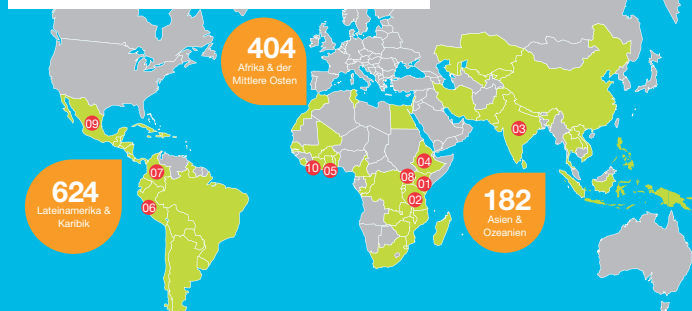 404
Afrika & der
Mittlere Osten
09
03
10
05
04
07
08
01
624
Lateinamerika &
Karibik
06
02
182
Asien &
Ozeanien